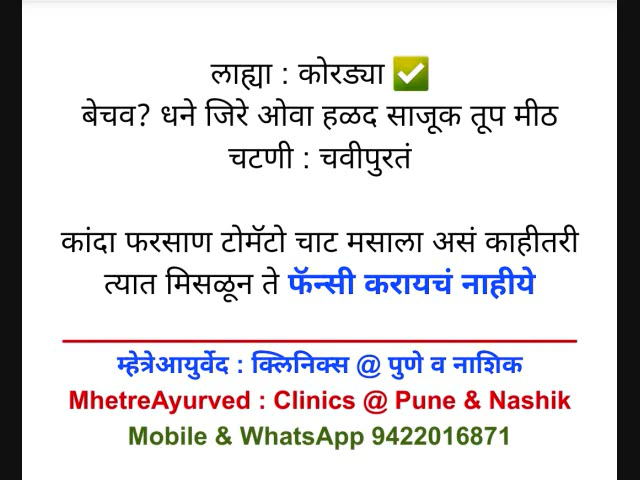 लाह्या : कोरड्या ✅
बेचव? धने जिरे ओवा हळद साजूक तूप मीठ
चटणी : चवीपुरतं
कांदा फरसाण टोमॅटो चाट मसाला असं काहीतरी
त्यात मिसळून ते फॅन्सी करायचं नाहीये
म्हेत्रेआयुर्वेद : क्लिनिक्स @ पुणे व नाशिक
MhetreAyurved : Clinics @ Pune & Nashik
Mobile & WhatsApp 9422016871